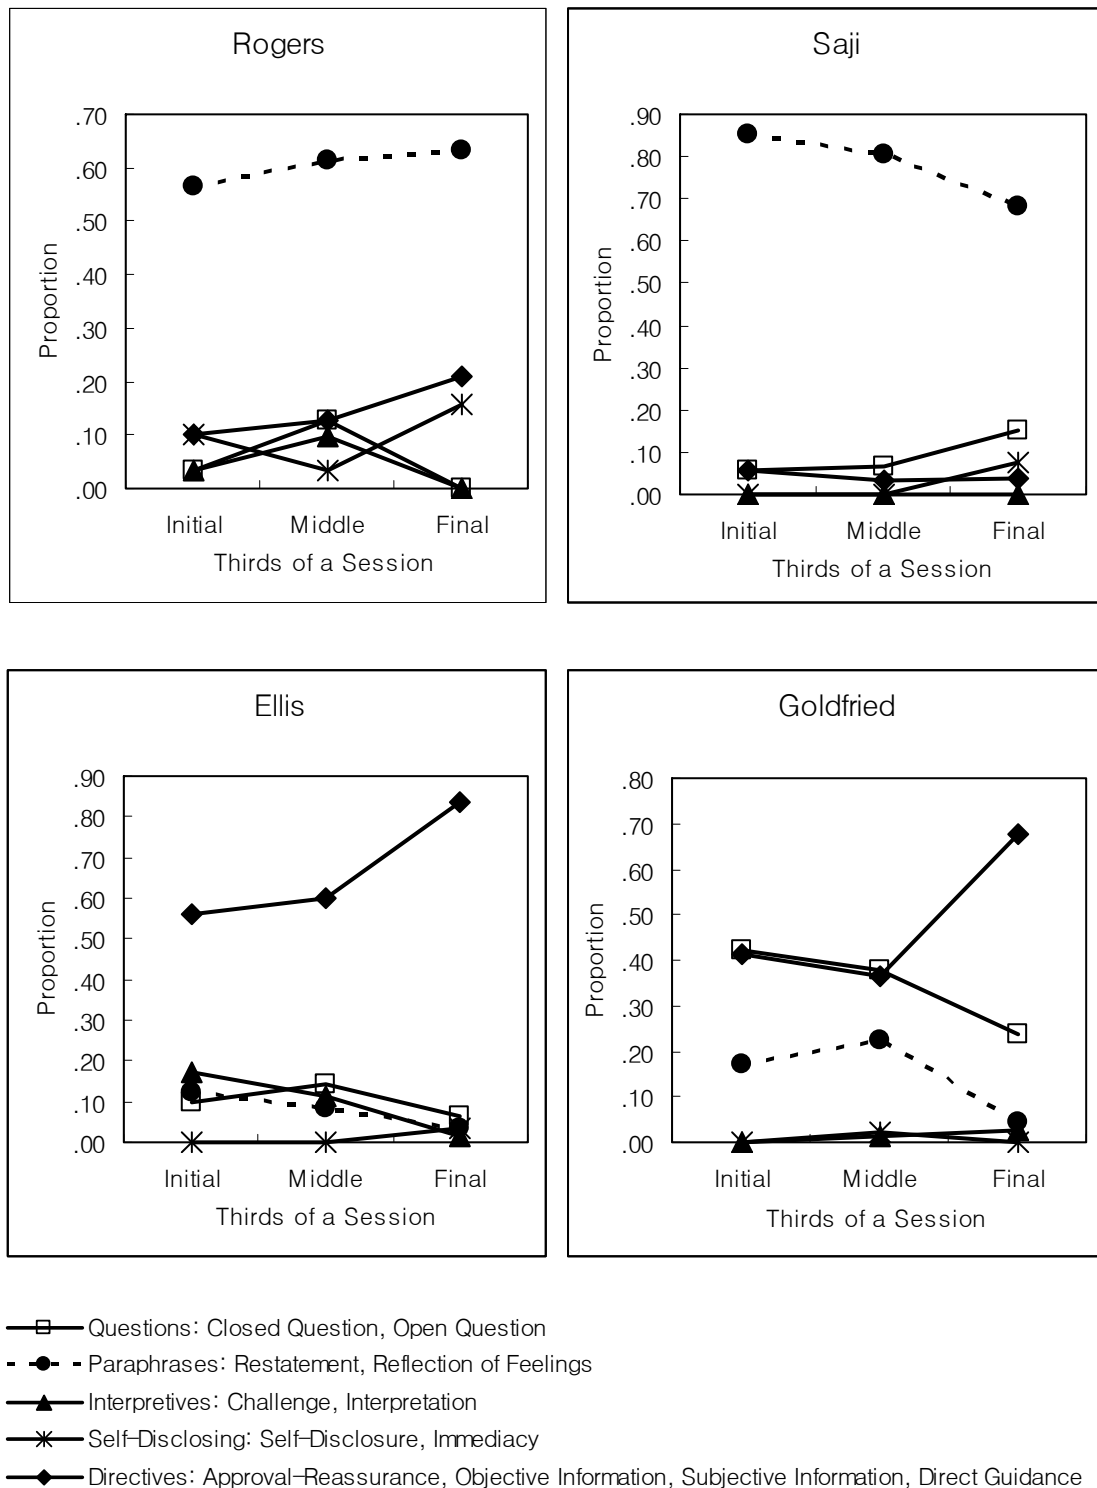 Rogers
.70
.60
.50
.40
.30
.20
.10
.00
Proportion
Initial Middle Final
Thirds of a Session
Saji
.90
.80
.70
.60
.50
.40
.30
.20
.10
.00
Proportion
Initial Middle Final
Thirds of a Session
Ellis
.90
.80
.70
.60
.50
.40
.30
.20
.10
.00
Proportion
Initial Middle Final
Thirds of a Session
Goldfried
.80
.70
.60
.50
.40
.30
.20
.10
.00
Proportion
Initial Middle Final
Thirds of a Session
Questions: Closed Question, Open Question
Paraphrases: Restatement, Reflection of Feelings
Interpretives: Challenge, Interpretation
Self-Disclosing: Self-Disclosure, Immediacy
Directives: Approval-Reassurance, Objective Information, Subjective Information, Direct Guidance